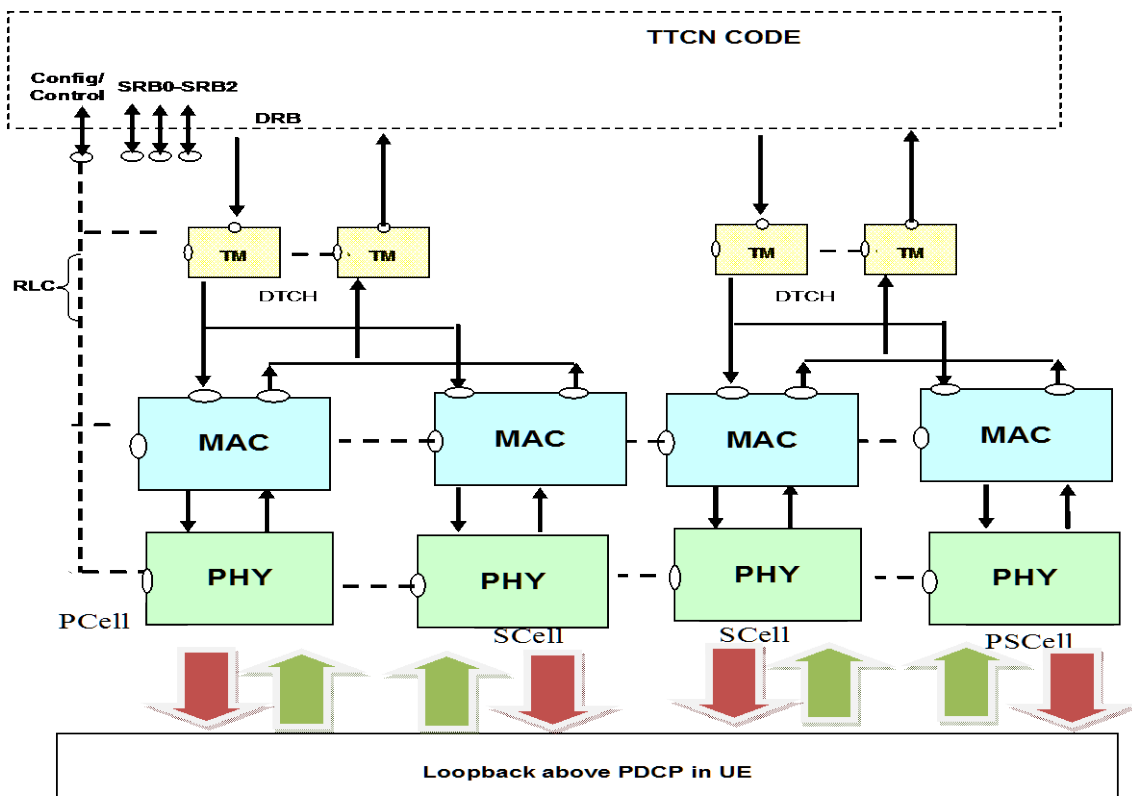 TTCN CODE
Config/
Control
SRB0-SRB2
DRB
TM
TM
TM
TM
RLC
DTCH
DTCH
MAC
MAC
MAC
MAC
PHY
PHY
PHY
PHY
PCell
SCell
SCell
PSCell
Loopback above PDCP in UE